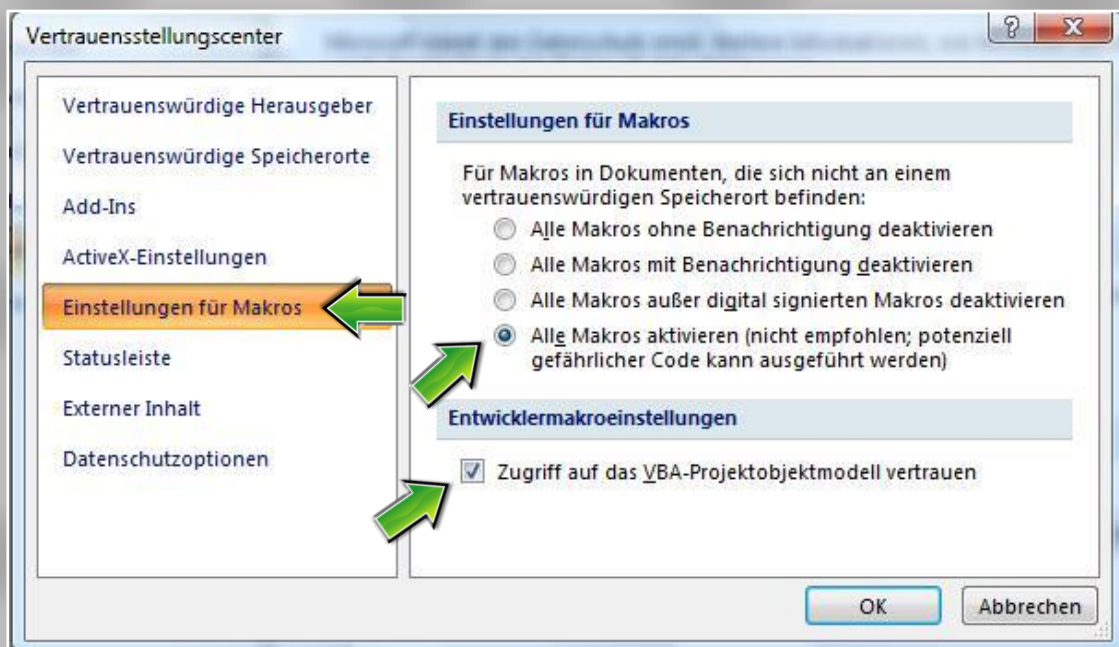 Vertrauensstellungscenter
Vertrauenswürdige Herausgeber
Vertrauenswürdige Speicherorte
Add-Ins
ActiveX-Einstellungen
Einstellungen für Makros
Statusleiste
Externer Inhalt
Datenschutzoptionen
Einstellungen für Makros
Für Makros in Dokumenten, die sich nicht an einem
vertrauenswürdigen Speicherort befinden:
Alle Makros ohne Benachrichtigung deaktivieren
Alle Makros mit Benachrichtigung deaktivieren
Alle Makros außer digital signierten Makros deaktivieren
Alle Makros aktivieren (nicht empfohlen; potenziell
gefährlicher Code kann ausgeführt werden)
Entwicklermakroeinstellungen
Zugriff auf das VBA-Projektobjektmodell vertrauen
OK
Abbrechen